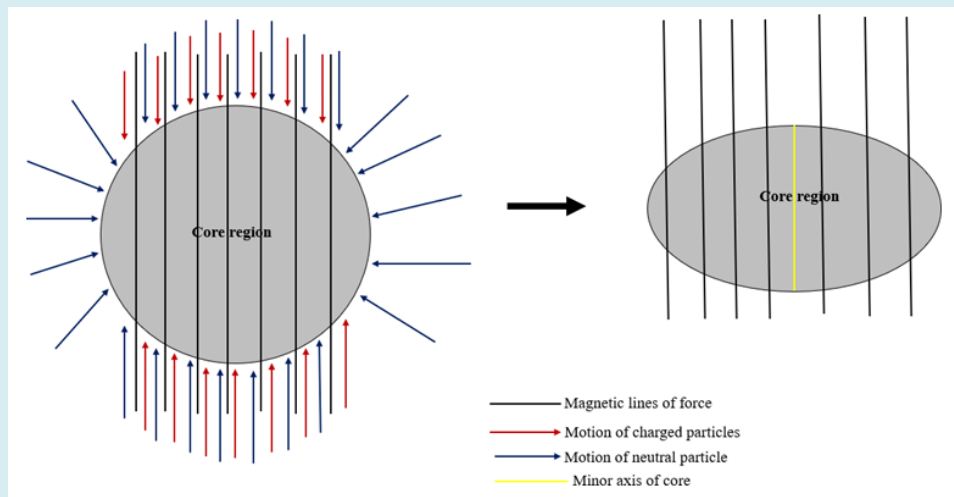 Core region
Core region
Magnetic lines of force
Motion of charged particles
Motion of neutral particle
Minor axis of core